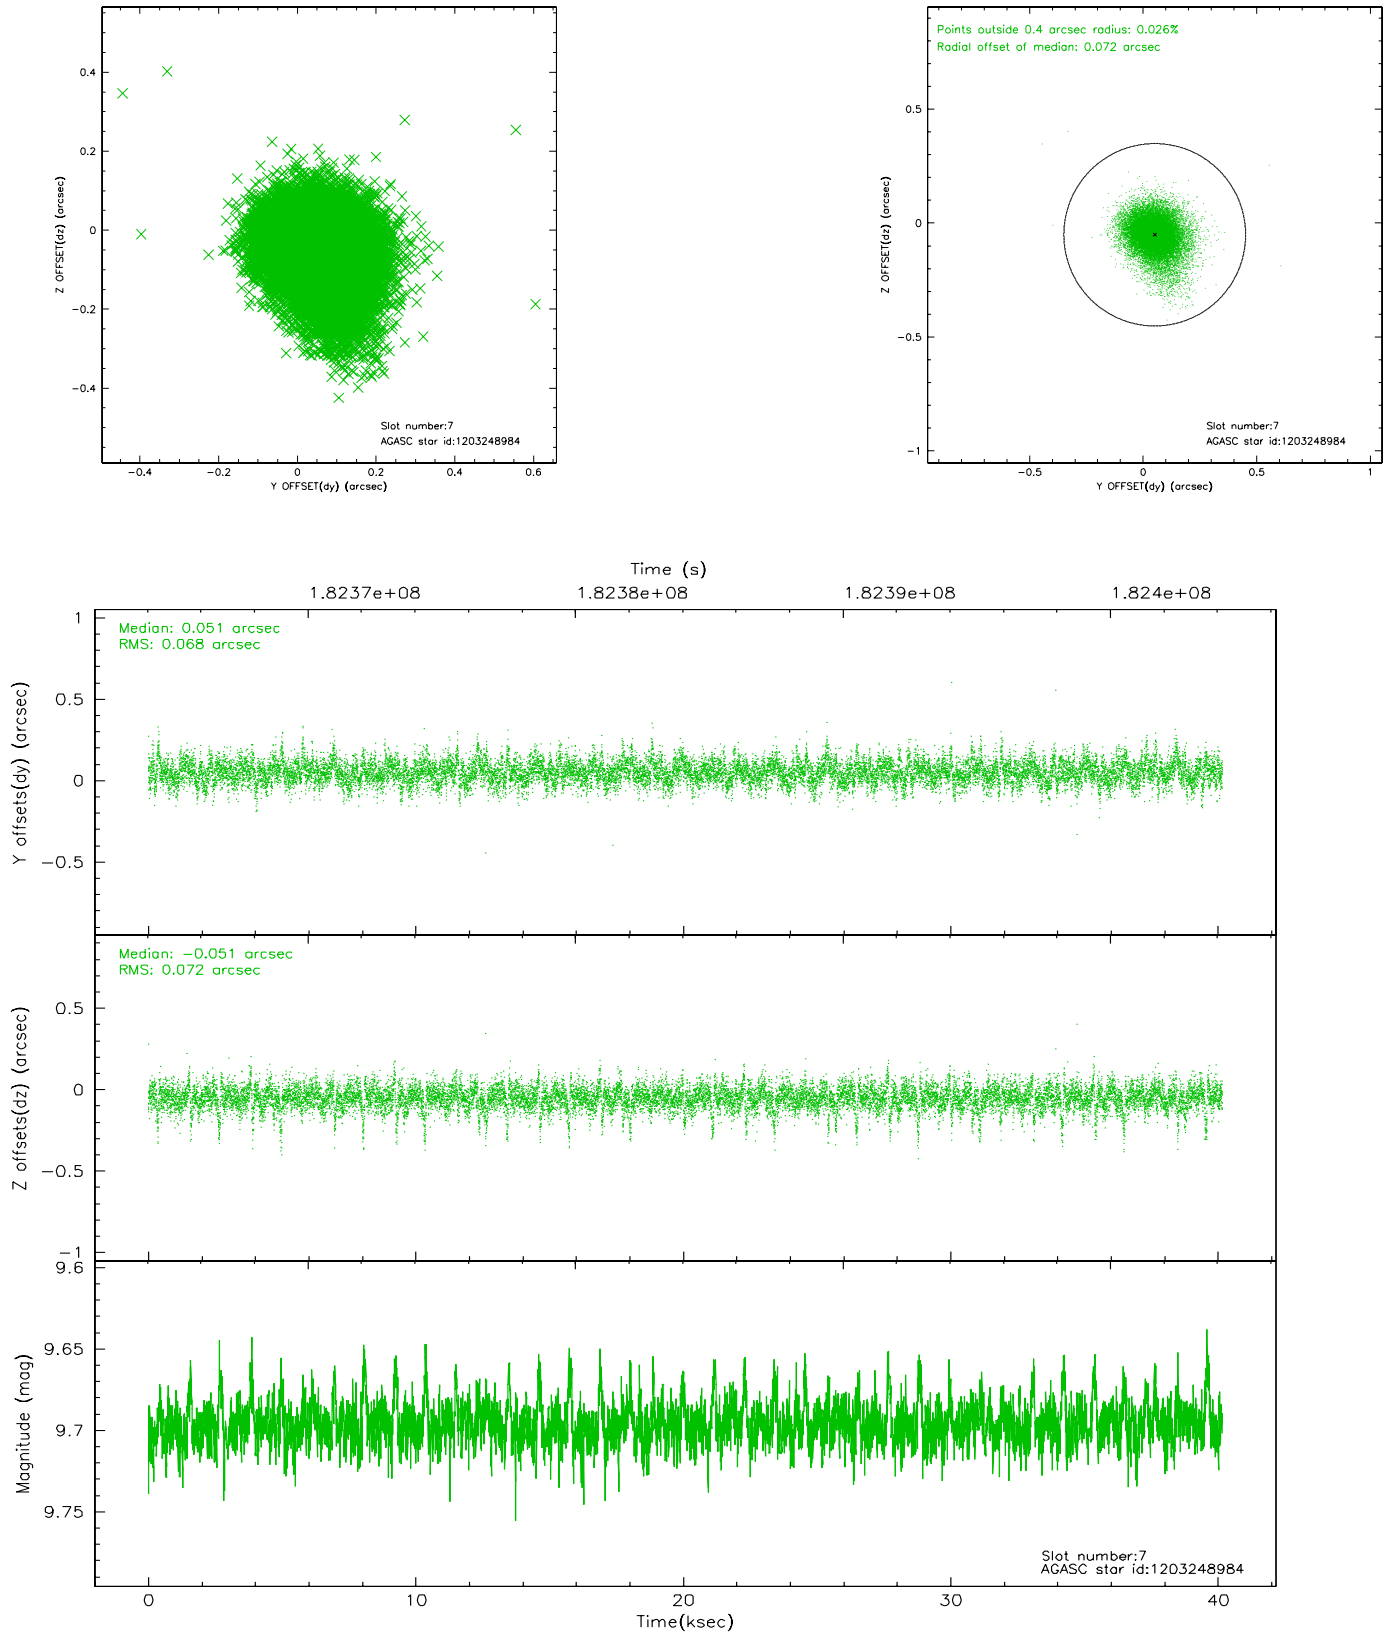 0.4
0.2
0
−0.2
−0.4
Z OFFSET(dz) (arcsec)
Slot number:7
AGASC star id:1203248984
−0.4 −0.2 0 0.2 0.4 0.6
Y OFFSET(dy) (arcsec)
Points outside 0.4 arcsec radius: 0.026%
Radial offset of median: 0.072 arcsec
0.5
0
−0.5
−1
Z OFFSET(dz) (arcsec)
Slot number:7
AGASC star id:1203248984
−0.5 0 0.5 1
Y OFFSET(dy) (arcsec)
Time (s)
1.8237e+08 1.8238e+08 1.8239e+08 1.824e+08
Median: 0.051 arcsec
RMS: 0.068 arcsec
1
0.5
0
−0.5
Y offsets(dy) (arcsec)
Median: −0.051 arcsec
RMS: 0.072 arcsec
0.5
0
−0.5
−1
Z offsets(dz) (arcsec)
9.6
9.65
9.7
9.75
Magnitude (mag)
Slot number:7
AGASC star id:1203248984
0 10 20 30 40
Time(ksec)